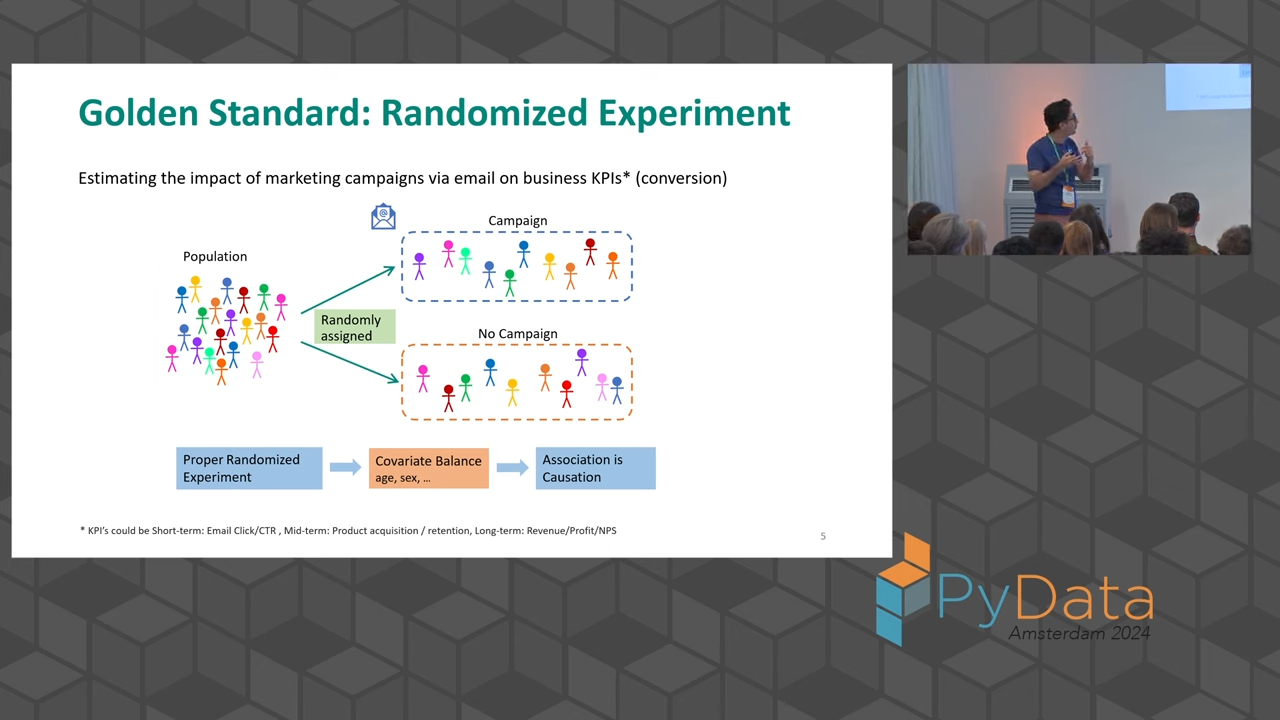 Golden Standard: Randomized Experiment
Estimating the impact of marketing campaigns via email on business KPIs* (conversion)
Campaign
Population
Randomly
assigned
No Campaign
Proper Randomized
Experiment
Covariate Balance
age, sex, …
Association is
Causation
* KPI's could be Short-term: Email Click/CTR , Mid-term: Product acquisition / retention, Long-term: Revenue/Profit/NPS
5
PyData
Amsterdam 2024